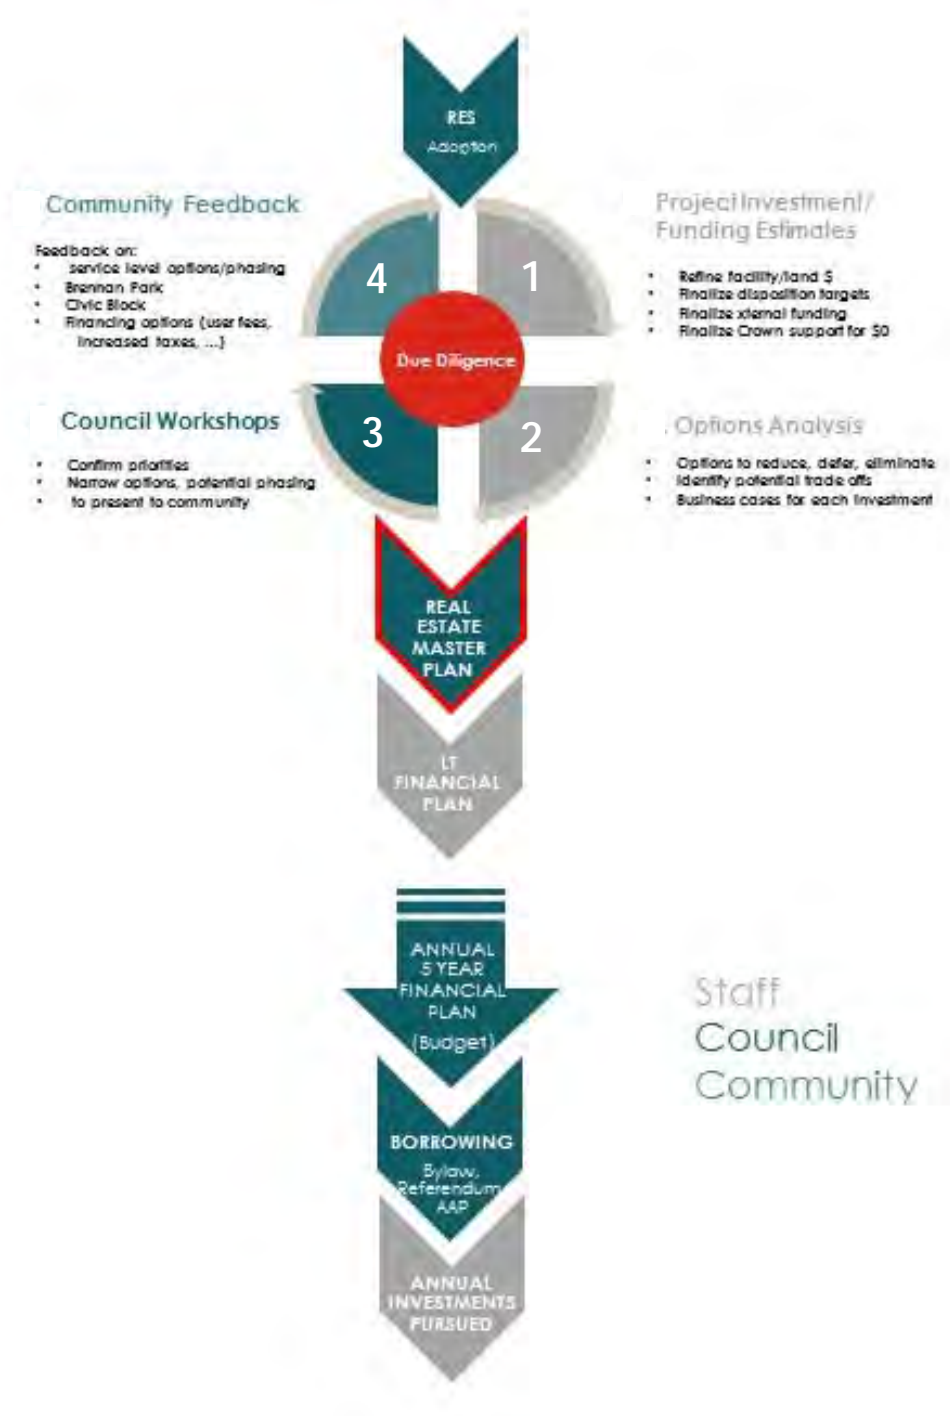 RES
Adoption
Community Feedback
Feedback on:
• service level options/phasing
• Brennan Park
• Civic Block
• Financing options (user fees,
increased taxes, ...)
Project Investment/
Funding Estimates
• Refine facility/land $
• Finalize disposition targets
• Finalize xternal funding
• Finalize Crown support for $0
4
1
Due Diligence
3
2
Council Workshops
• Confirm priorities
• Narrow options, potential phasing
• to present to community
Options Analysis
• Options to reduce, defer, eliminate
• Identify potential trade offs
• Business cases for each investment
REAL
ESTATE
MASTER
PLAN
LT
FINANCIAL
PLAN
ANNUAL
5 YEAR
FINANCIAL
PLAN
(Budget)
Staff
Council
Community
BORROWING
Bylaw,
Referendum,
AAP
ANNUAL
INVESTMENTS
PURSUED